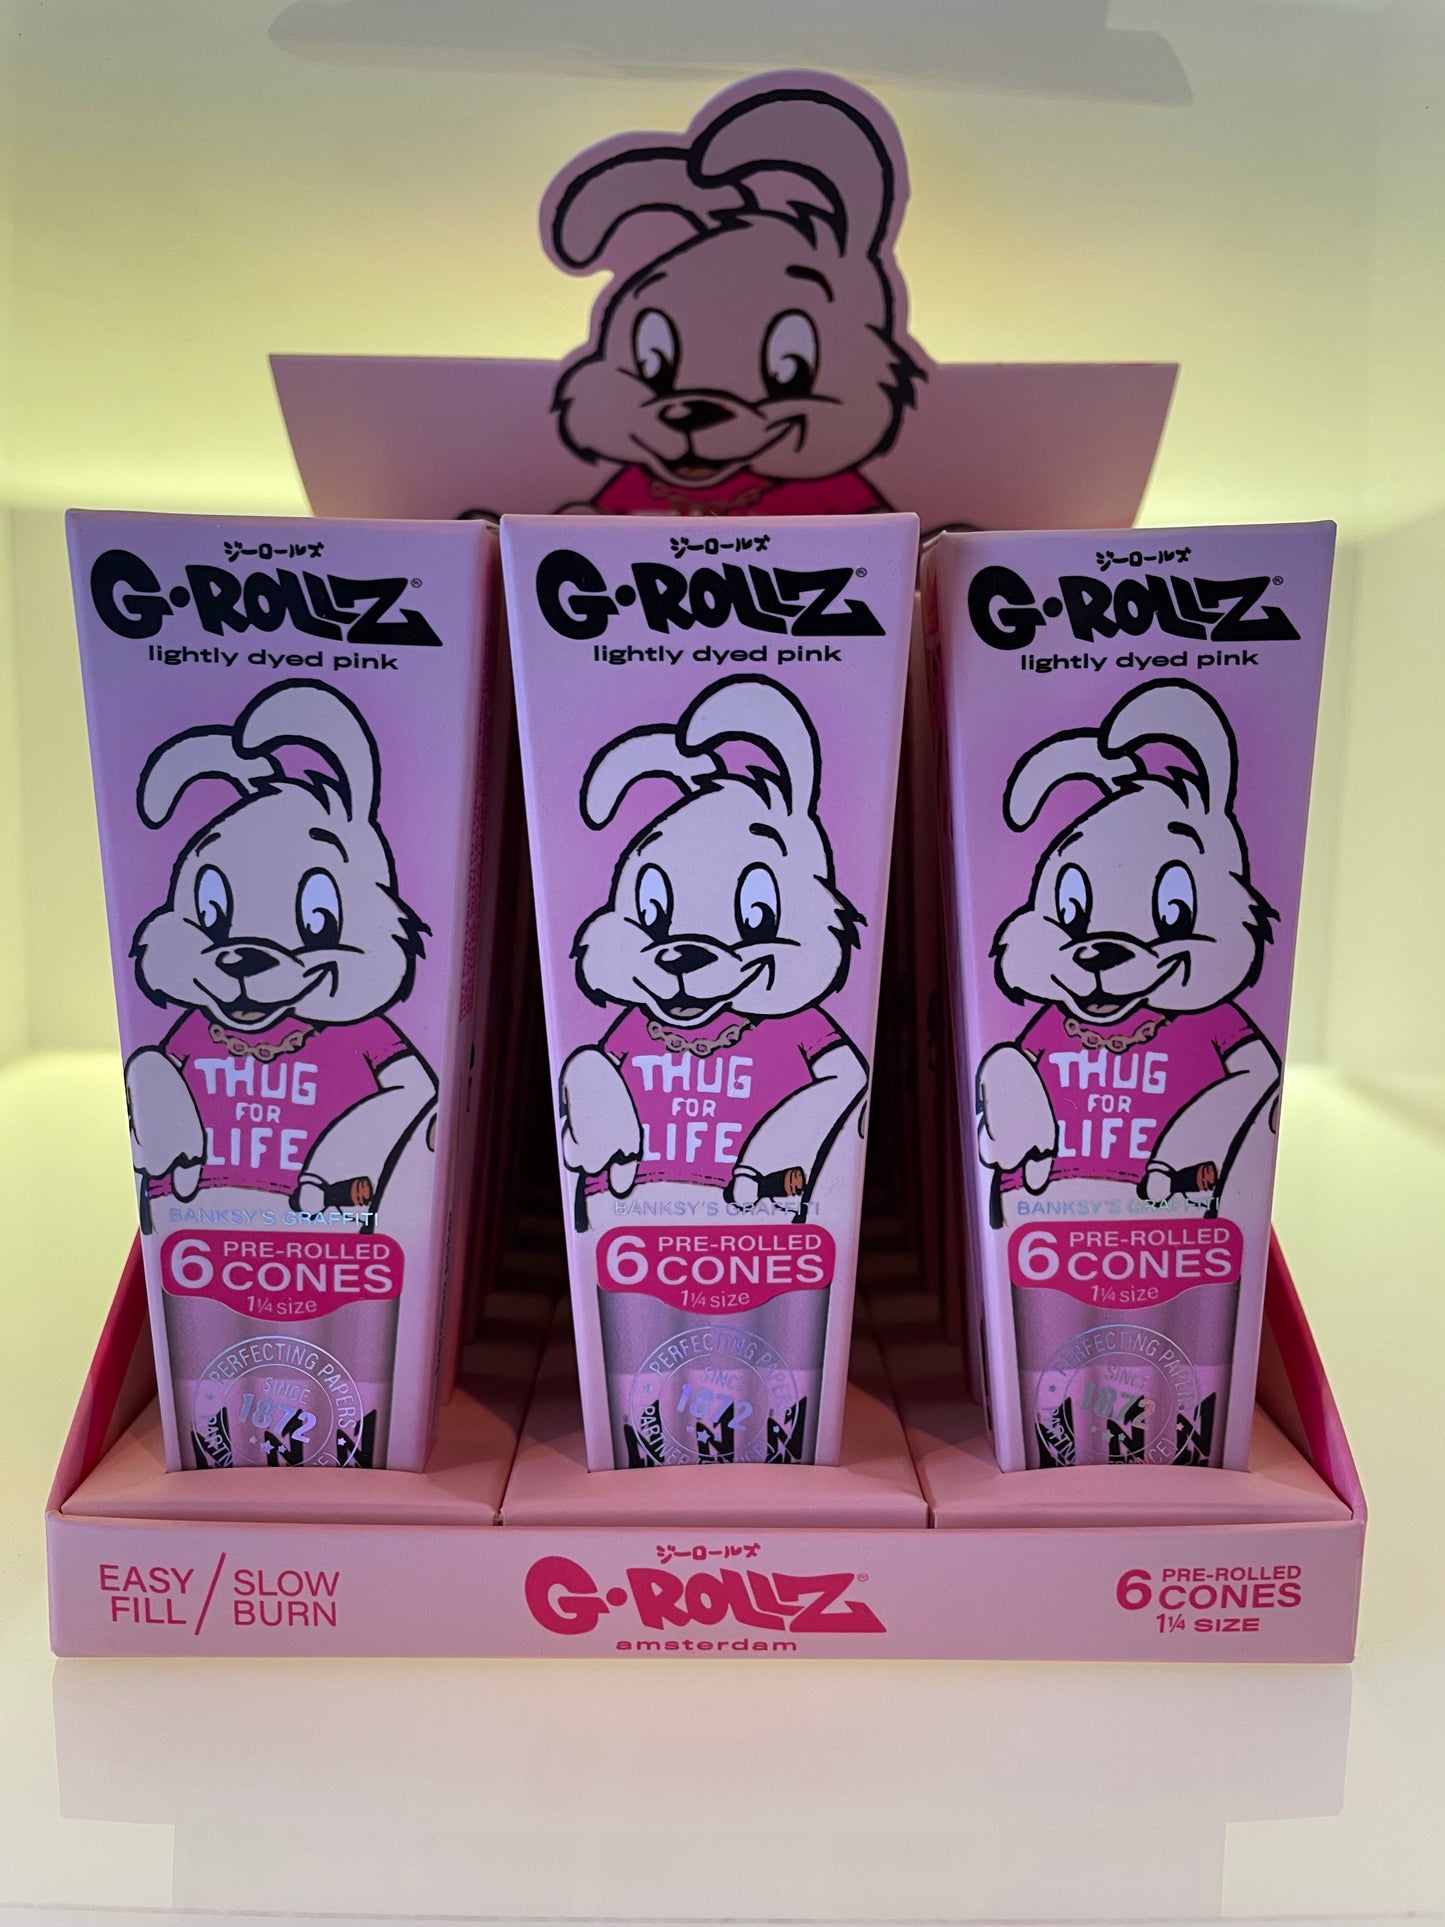 ジーロールズ
G·ROLLZ®
lightly dyed pink
THUG
FOR
LIFE
BANKSY'S GRAFFITI
6 PRE-ROLLED
CONES
1¼ size
PERFECTING PAPERS
SINCE
1872
ジーロールズ
G·ROLLZ®
lightly dyed pink
THUG
FOR
LIFE
BANKSY'S GRAFFITI
6 PRE-ROLLED
CONES
1¼ size
PERFECTING PAPERS
SINCE
1872
ジーロールズ
G·ROLLZ®
lightly dyed pink
THUG
FOR
LIFE
BANKSY'S GRAFFITI
6 PRE-ROLLED
CONES
1¼ size
PERFECTING PAPERS
SINCE
1872
EASY
FILL/
SLOW
BURN
ジーロールズ
G·ROLLZ®
amsterdam
6 PRE-ROLLED
CONES
1¼ SIZE